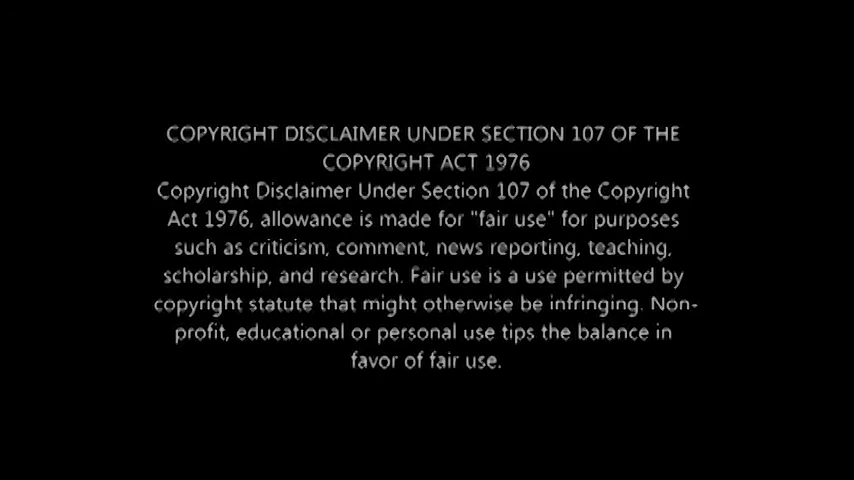 COPYRIGHT DISCLAIMER UNDER SECTION 107 OF THE
COPYRIGHT ACT 1976
Copyright Disclaimer Under Section 107 of the Copyright
Act 1976, allowance is made for "fair use" for purposes
such as criticism, comment, news reporting, teaching,
scholarship, and research. Fair use is a use permitted by
copyright statute that might otherwise be infringing. Non-
profit, educational or personal use tips the balance in
favor of fair use.